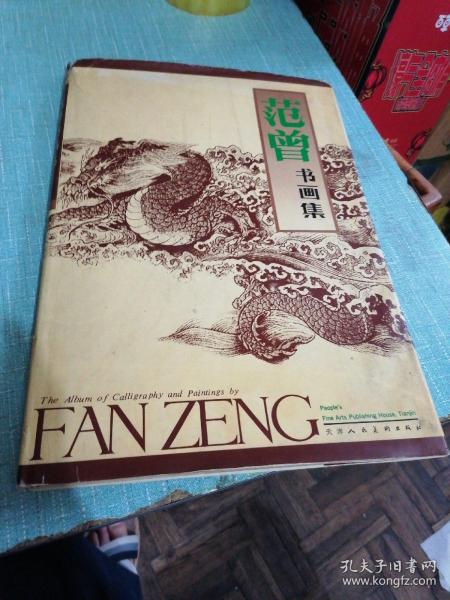 范曾
书画集
The Album of Calligraphy and Paintings by
FAN ZENG
People's
Fine Arts Publishing House, Tianjin
天津人民美术出版社
孔夫子旧书网
www.kongfz.com